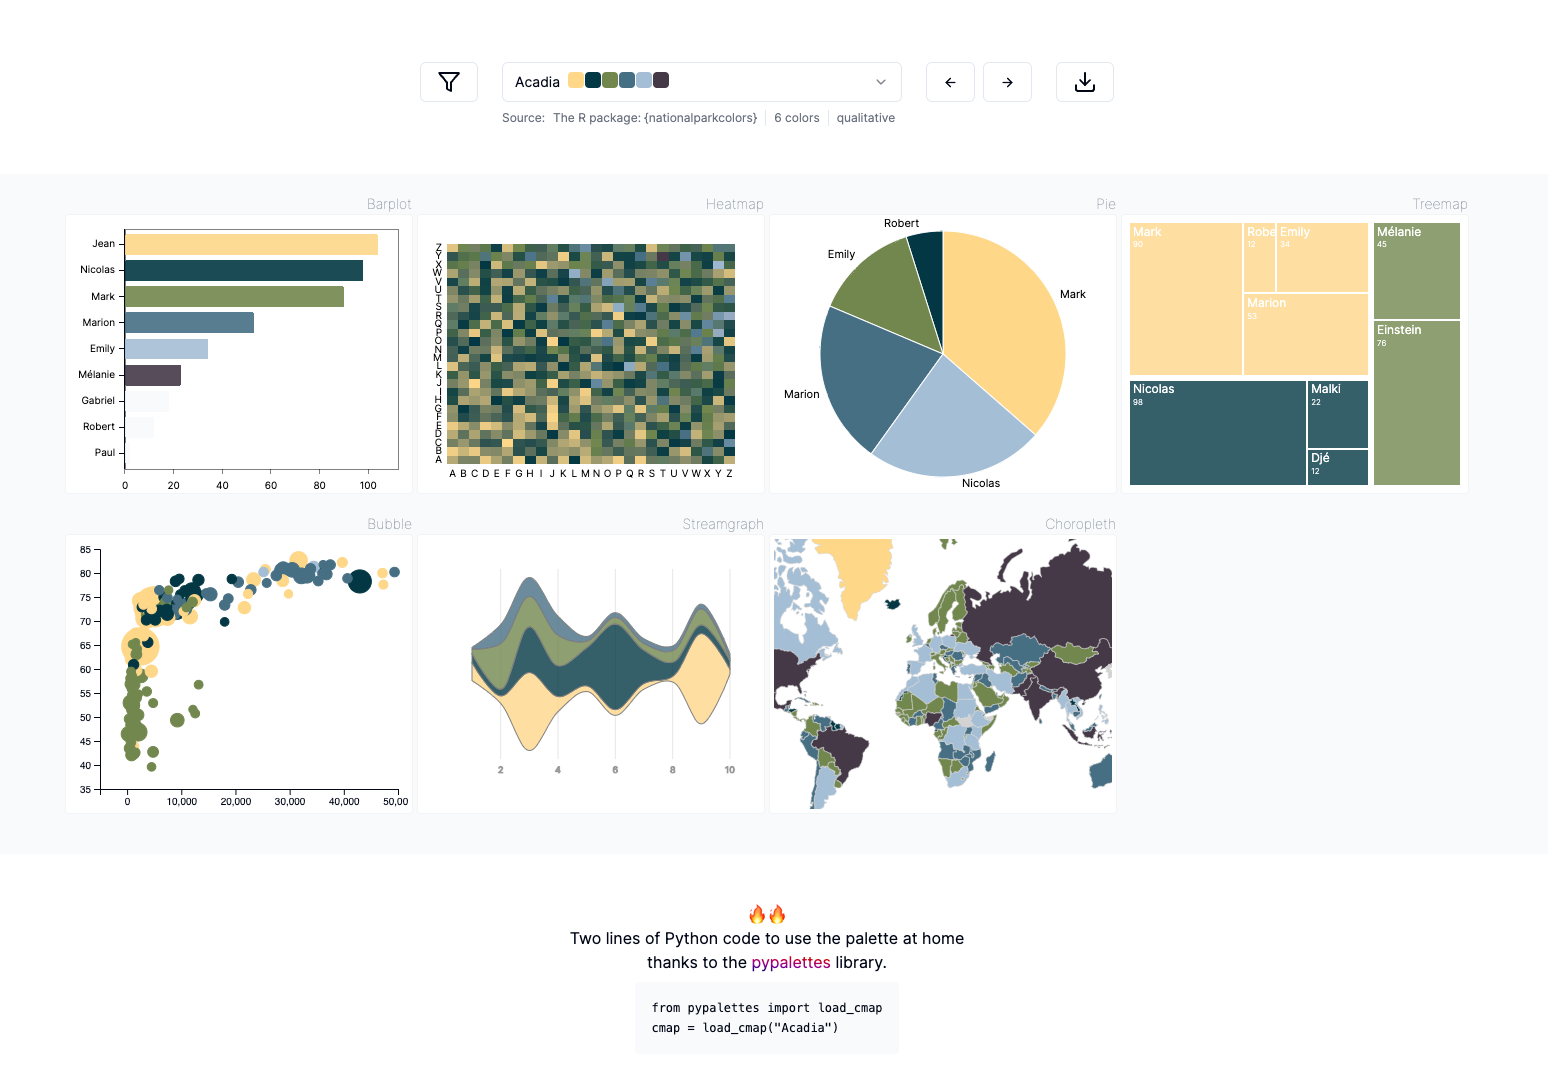 Acadia
Source: The R package: {nationalparkcolors} 6 colors qualitative
Barplot
Jean
Nicolas
Mark
Marion
Emily
Mélanie
Gabriel
Robert
Paul
0 20 40 60 80 100
Heatmap
Z
Y
X
W
V
U
T
S
R
Q
P
O
N
M
L
K
J
I
H
G
F
E
D
C
B
A
A B C D E F G H I J K L M N O P Q R S T U V W X Y Z
Pie
Robert
Emily
Mark
Marion
Nicolas
Treemap
Mark
90
Robe
12
Emily
34
Marion
53
Mélanie
45
Einstein
76
Nicolas
98
Malki
22
Djé
12
Bubble
85
80
75
70
65
60
55
50
45
40
35
0 10,000 20,000 30,000 40,000 50,00
Streamgraph
2 4 6 8 10
Choropleth
🔥🔥
Two lines of Python code to use the palette at home
thanks to the pypalettes library.
from pypalettes import load_cmap
cmap = load_cmap("Acadia")